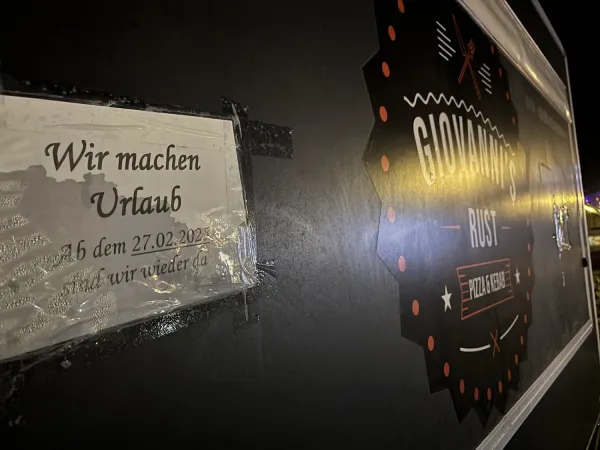 Wir machen
Urlaub
Ab dem 27.02.202
sind wir wieder da
GIOVANNI'S
RUST
PIZZA & KEBAB